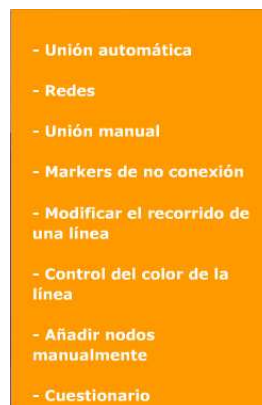 - Unión automática
- Redes
- Unión manual
- Markers de no conexión
- Modificar el recorrido de
una línea
- Control del color de la
línea
- Añadir nodos
manualmente
- Cuestionario